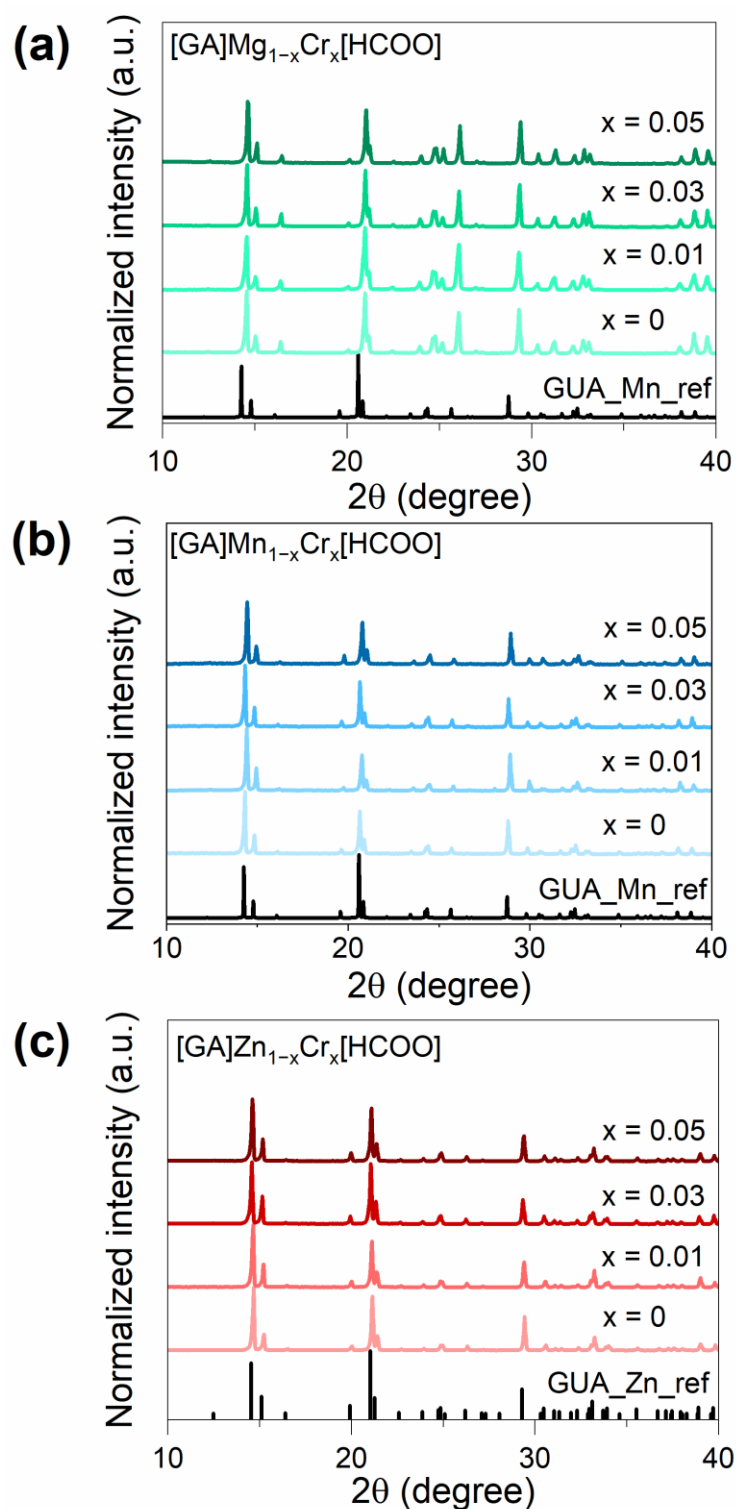 (a)
[GA]Mg₁₋ₓCrₓ[HCOO]
x = 0.05
x = 0.03
x = 0.01
x = 0
GUA_Mn_ref
Normalized intensity (a.u.)
10 20 30 40
2θ (degree)
(b)
[GA]Mn₁₋ₓCrₓ[HCOO]
x = 0.05
x = 0.03
x = 0.01
x = 0
GUA_Mn_ref
Normalized intensity (a.u.)
10 20 30 40
2θ (degree)
(c)
[GA]Zn₁₋ₓCrₓ[HCOO]
x = 0.05
x = 0.03
x = 0.01
x = 0
GUA_Zn_ref
Normalized intensity (a.u.)
10 20 30 40
2θ (degree)